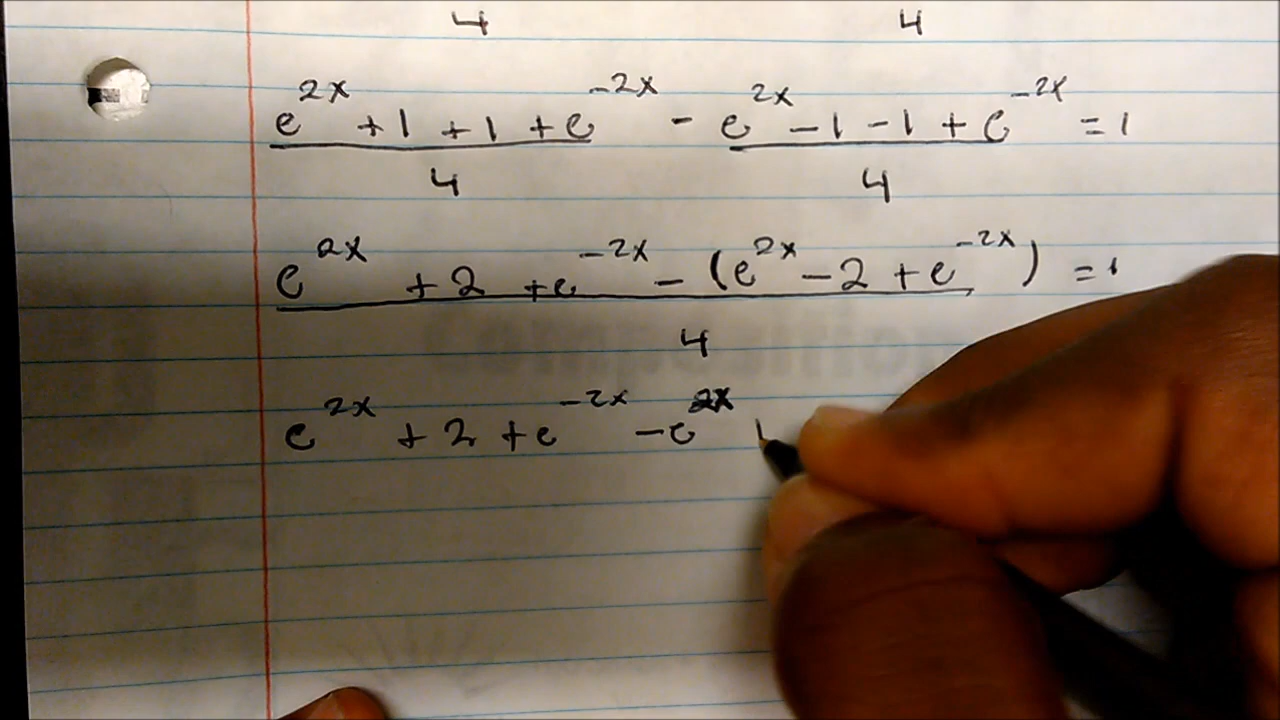 4 4
e^{2x} + 1 + 1 + e^{-2x} - e^{2x} - 1 - 1 + e^{-2x} = 1
4 4
e^{2x} + 2 + e^{-2x} - (e^{2x} - 2 + e^{-2x}) = 1
4
e^{2x} + 2 + e^{-2x} - e^{2x}